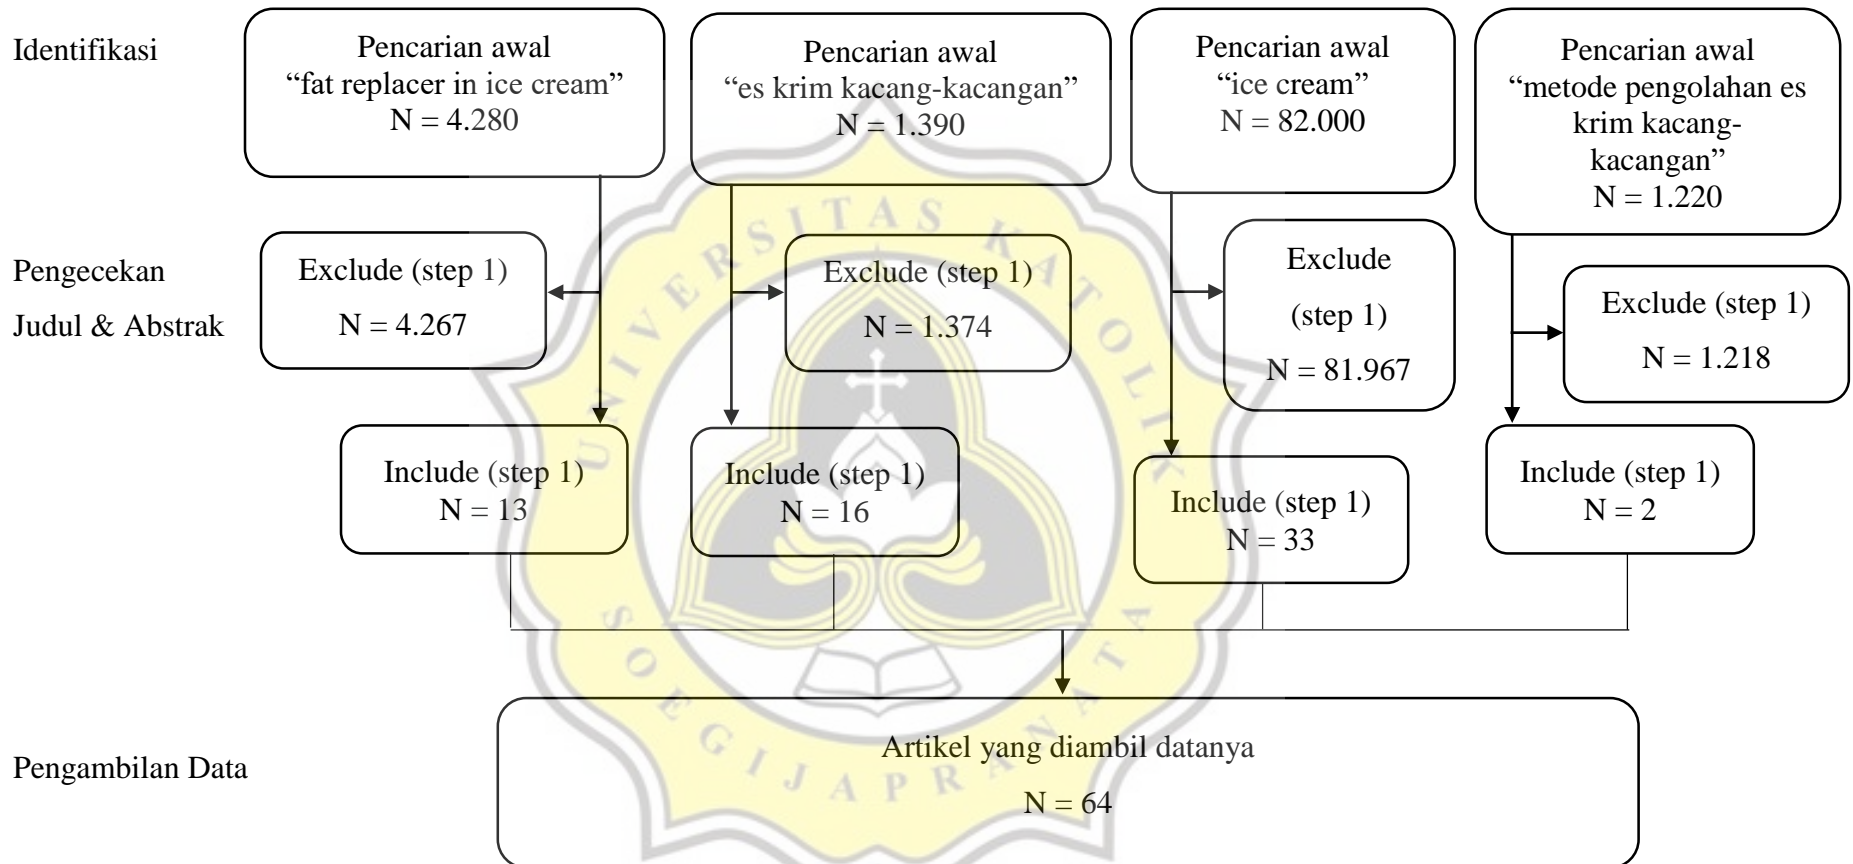 Identifikasi
Pencarian awal
“fat replacer in ice cream”
N = 4.280
Pencarian awal
“es krim kacang-kacangan”
N = 1.390
Pencarian awal
“ice cream”
N = 82.000
Pencarian awal
“metode pengolahan es
krim kacang-
kacangan”
N = 1.220
Pengecekan
Judul & Abstrak
Exclude (step 1)
N = 4.267
Exclude (step 1)
N = 1.374
Exclude
(step 1)
N = 81.967
Exclude (step 1)
N = 1.218
Include (step 1)
N = 13
Include (step 1)
N = 16
Include (step 1)
N = 33
Include (step 1)
N = 2
Pengambilan Data
Artikel yang diambil datanya
N = 64
UNIVERSITAS KATOLIK
SOEGIJAPRANATA